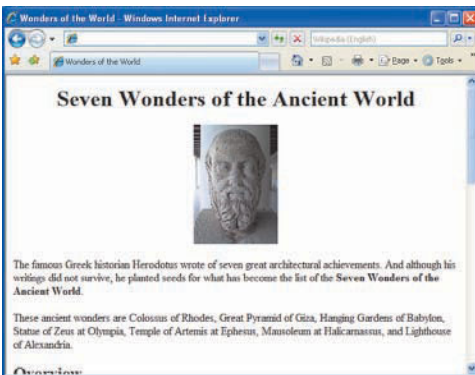 Wonders of the World - Windows Internet Explorer
Wikipedia (English)
Wonders of the World
Page
Tools
Seven Wonders of the Ancient World
The famous Greek historian Herodotus wrote of seven great architectural achievements. And although his
writings did not survive, he planted seeds for what has become the list of the Seven Wonders of the
Ancient World.
These ancient wonders are Colossus of Rhodes, Great Pyramid of Giza, Hanging Gardens of Babylon,
Statue of Zeus at Olympia, Temple of Artemis at Ephesus, Mausoleum at Halicarnassus, and Lighthouse
of Alexandria.
Overview